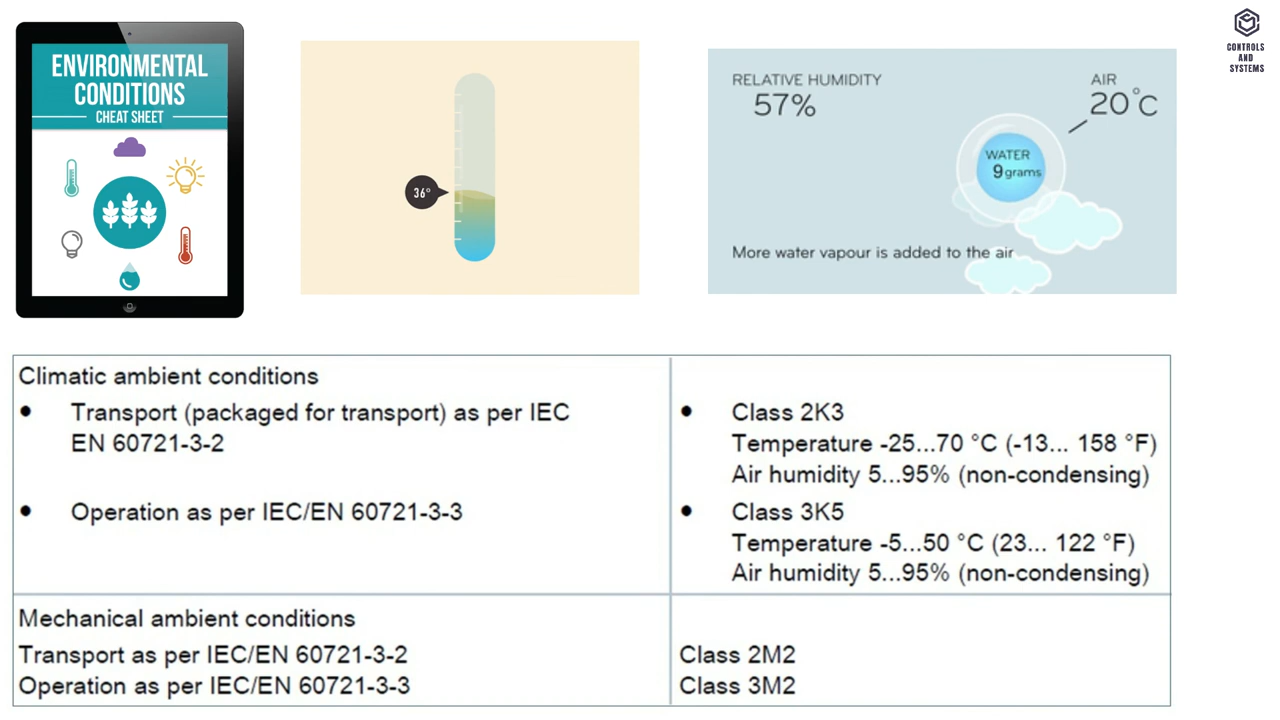 ENVIRONMENTAL
CONDITIONS
CHEAT SHEET
36°
RELATIVE HUMIDITY
57%
AIR
20°C
WATER
9 grams
More water vapour is added to the air
CONTROLS
AND
SYSTEMS
Climatic ambient conditions
• Transport (packaged for transport) as per IEC
EN 60721-3-2
• Class 2K3
Temperature -25...70 °C (-13... 158 °F)
Air humidity 5...95% (non-condensing)
• Operation as per IEC/EN 60721-3-3
• Class 3K5
Temperature -5...50 °C (23... 122 °F)
Air humidity 5...95% (non-condensing)
Mechanical ambient conditions
Transport as per IEC/EN 60721-3-2
Class 2M2
Operation as per IEC/EN 60721-3-3
Class 3M2